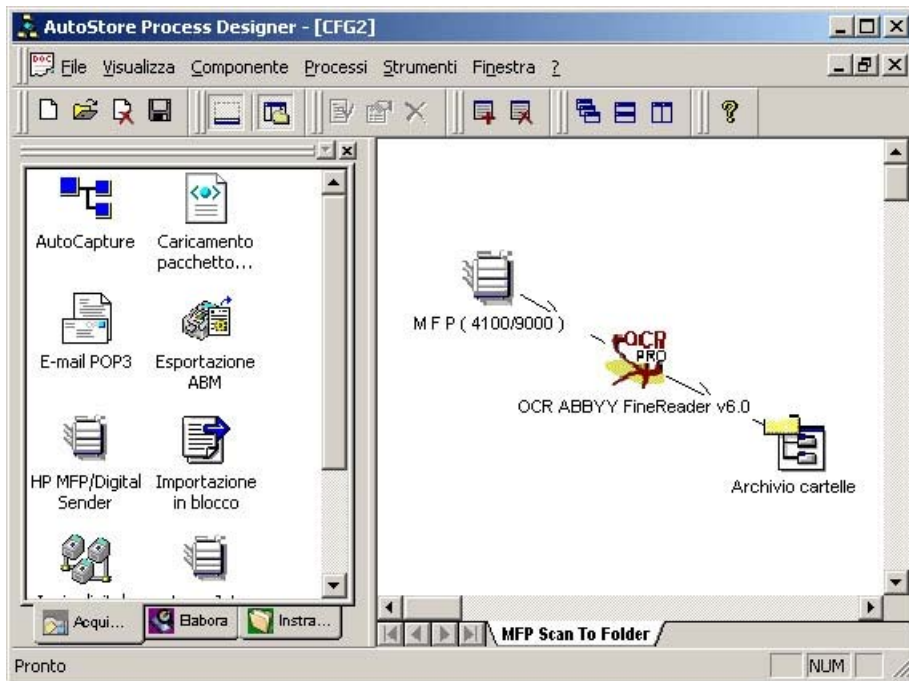 AutoStore Process Designer - [CFG2]
File Visualizza Componente Processi Strumenti Finestra ?
AutoCapture
Caricamento
pacchetto...
E-mail POP3
Esportazione
ABM
HP MFP/Digital
Sender
Importazione
in blocco
Acqui...
Elabora
Instra...
M F P ( 4100/9000 )
OCR
PRO
OCR ABBYY FineReader v6.0
Archivio cartelle
MFP Scan To Folder
Pronto
NUM